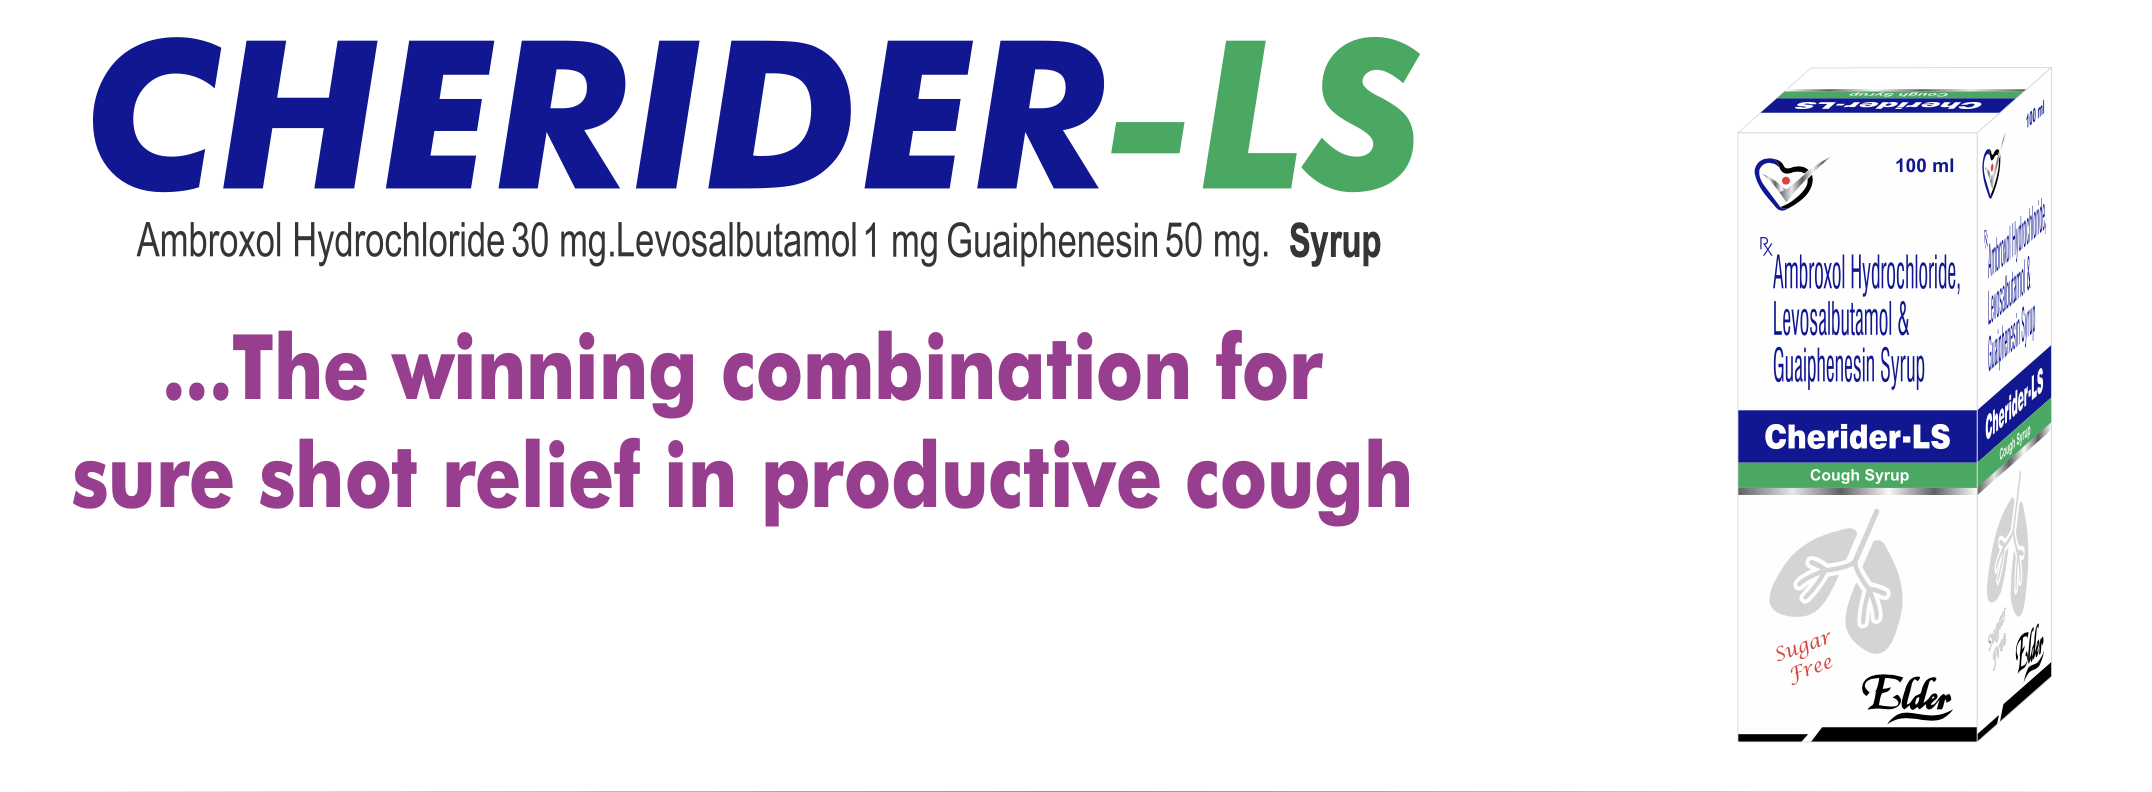 CHERIDER-LS
Ambroxol Hydrochloride 30 mg.Levosalbutamol 1 mg Guaiphenesin 50 mg. Syrup
...The winning combination for
sure shot relief in productive cough
Cough Syrup
Cherider-LS
100 ml
Rx
Ambroxol Hydrochloride,
Levosalbutamol &
Guaiphenesin Syrup
Cherider-LS
Cough Syrup
Sugar
Free
Elder
100 ml
Rx
Ambroxol Hydrochloride,
Levosalbutamol &
Guaiphenesin Syrup
Cherider-LS
Cough Syrup
Sugar
Free
Elder